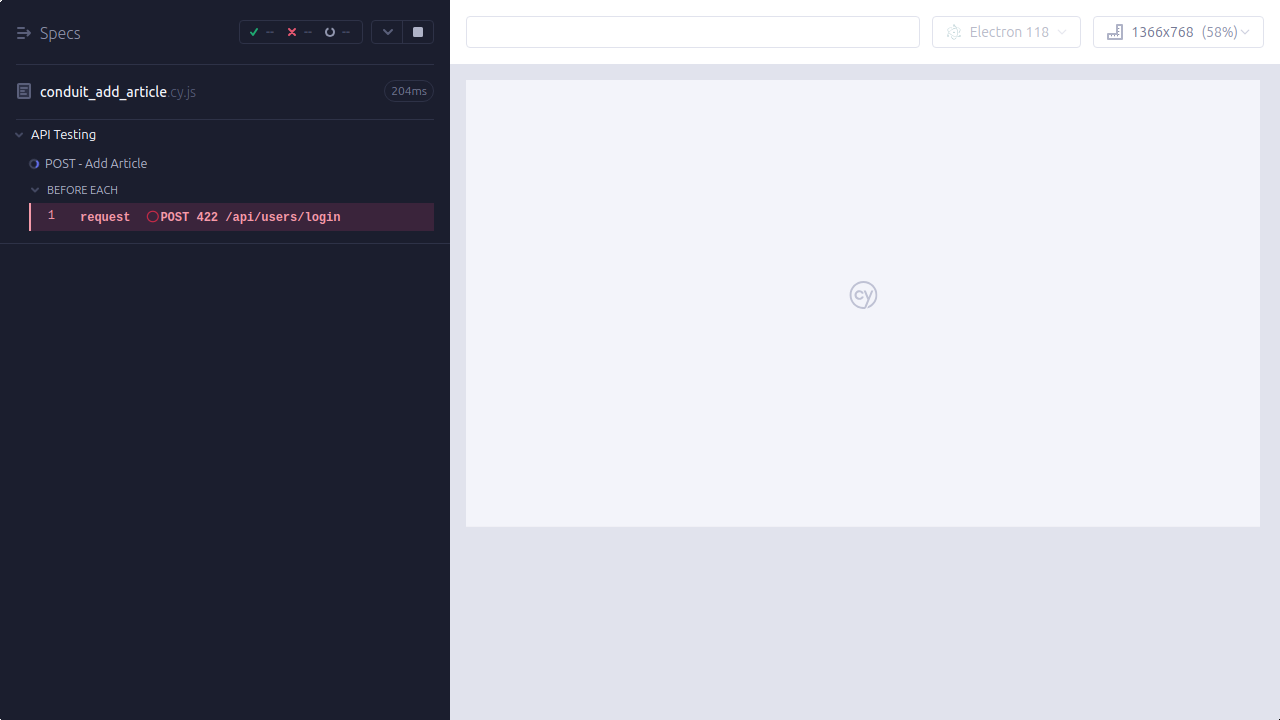 Specs
--
--
--
Electron 118
1366x768 (58%)
conduit_add_article.cy.js
204ms
API Testing
POST - Add Article
BEFORE EACH
1 request POST 422 /api/users/login
cy